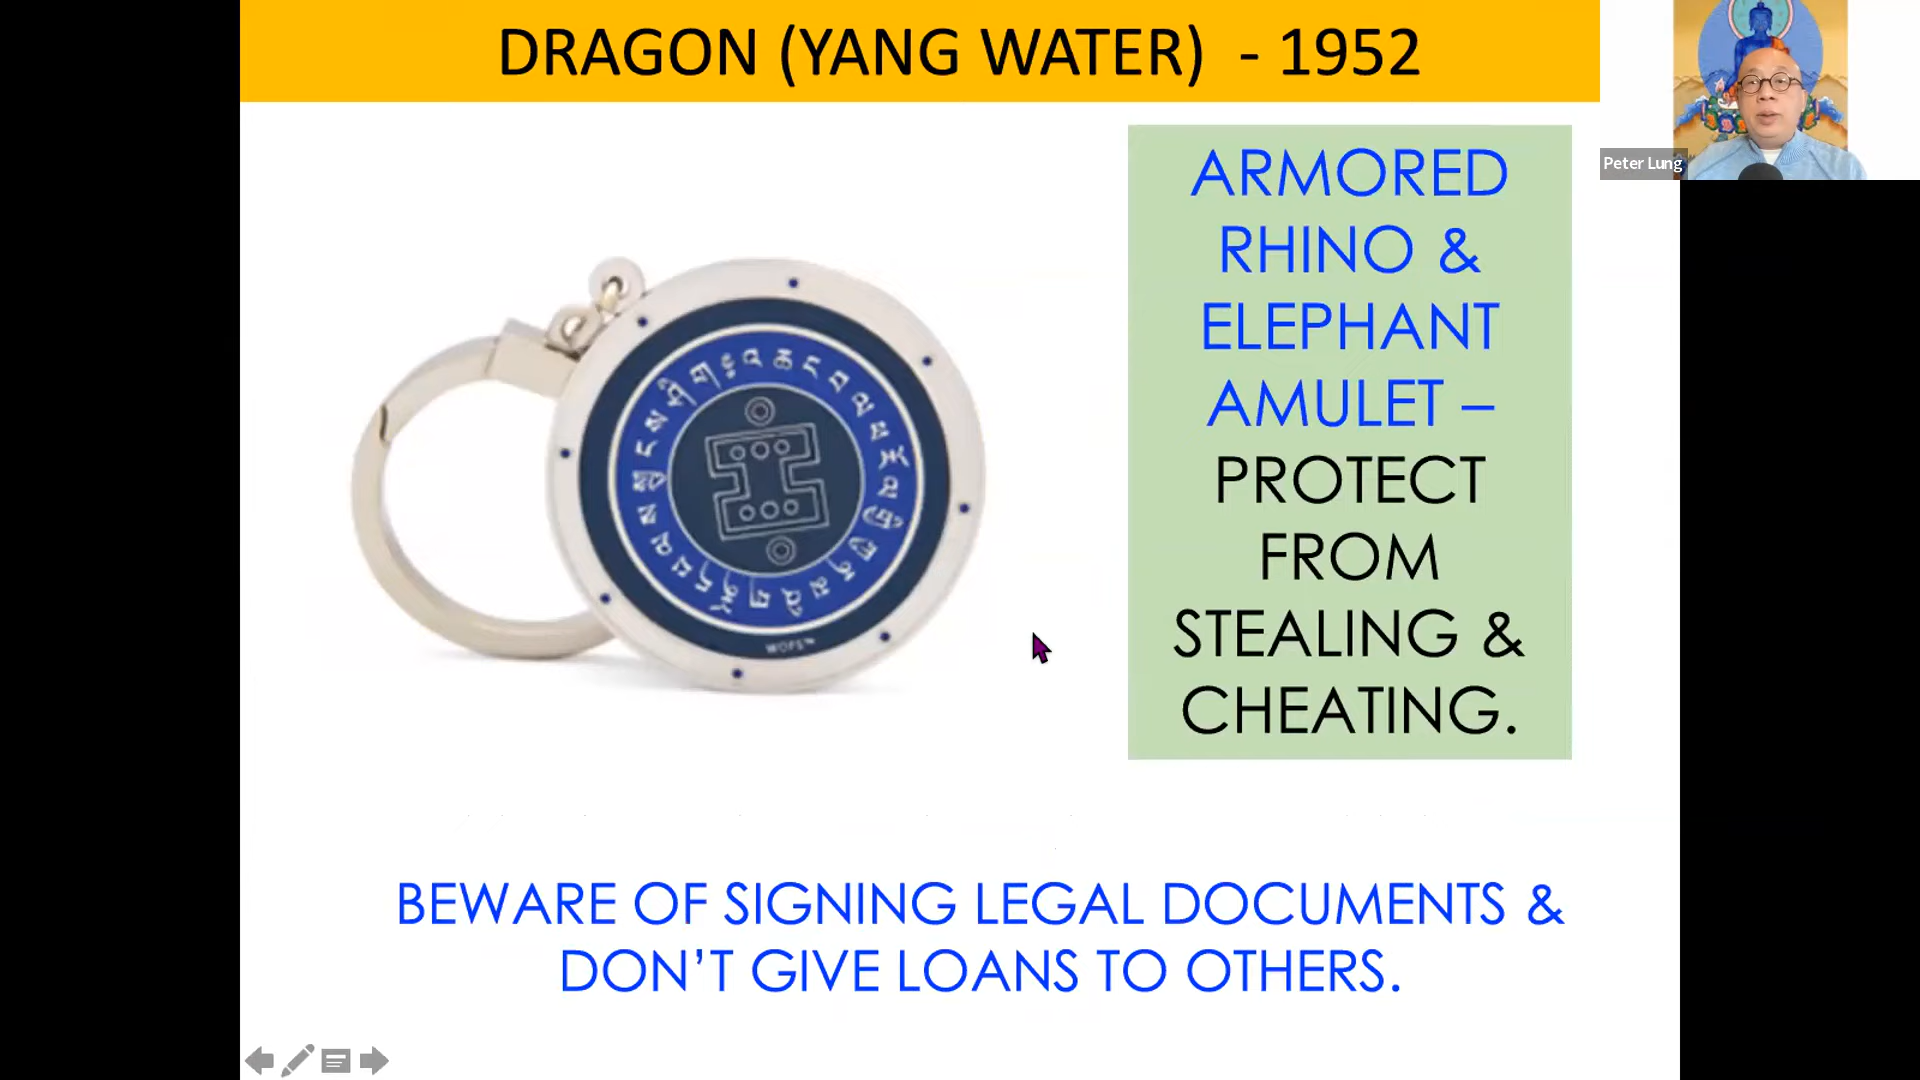 DRAGON (YANG WATER) - 1952
Peter Lung
ARMORED
RHINO &
ELEPHANT
AMULET –
PROTECT
FROM
STEALING &
CHEATING.
WOFS™
BEWARE OF SIGNING LEGAL DOCUMENTS &
DON’T GIVE LOANS TO OTHERS.